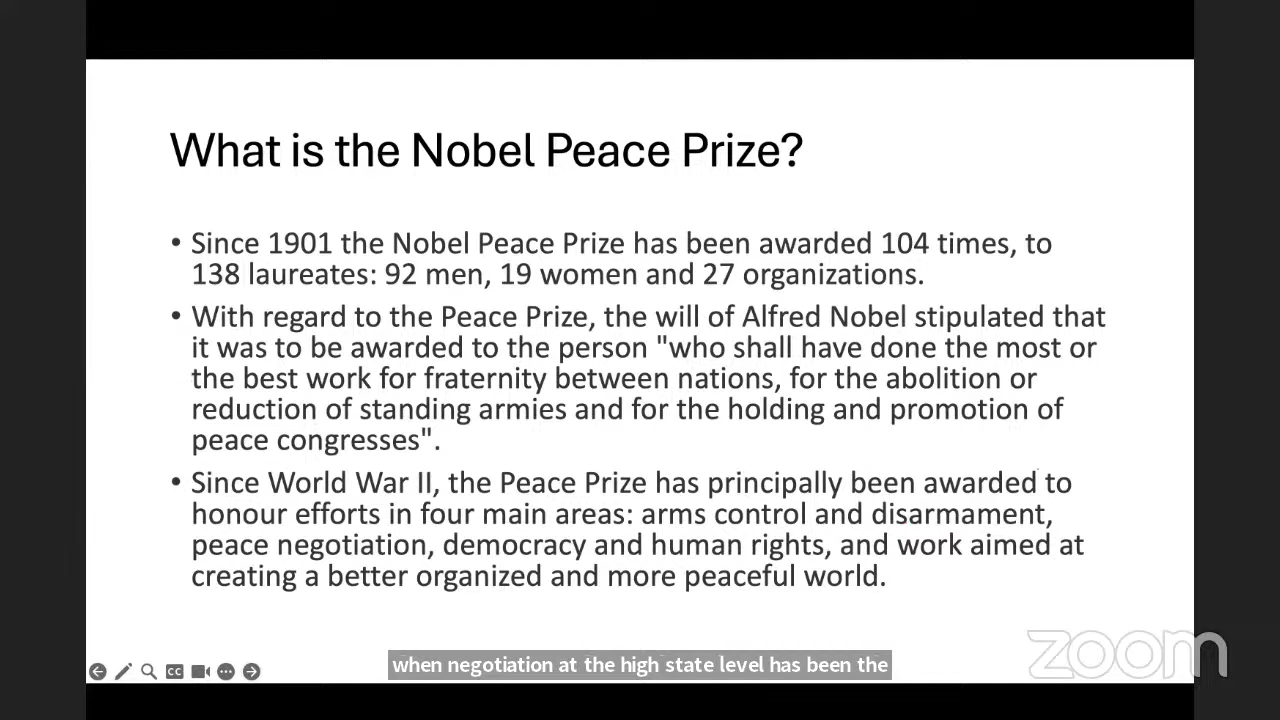 What is the Nobel Peace Prize?
• Since 1901 the Nobel Peace Prize has been awarded 104 times, to
138 laureates: 92 men, 19 women and 27 organizations.
• With regard to the Peace Prize, the will of Alfred Nobel stipulated that
it was to be awarded to the person "who shall have done the most or
the best work for fraternity between nations, for the abolition or
reduction of standing armies and for the holding and promotion of
peace congresses".
• Since World War II, the Peace Prize has principally been awarded to
honour efforts in four main areas: arms control and disarmament,
peace negotiation, democracy and human rights, and work aimed at
creating a better organized and more peaceful world.
zoom
CC
when negotiation at the high state level has been the